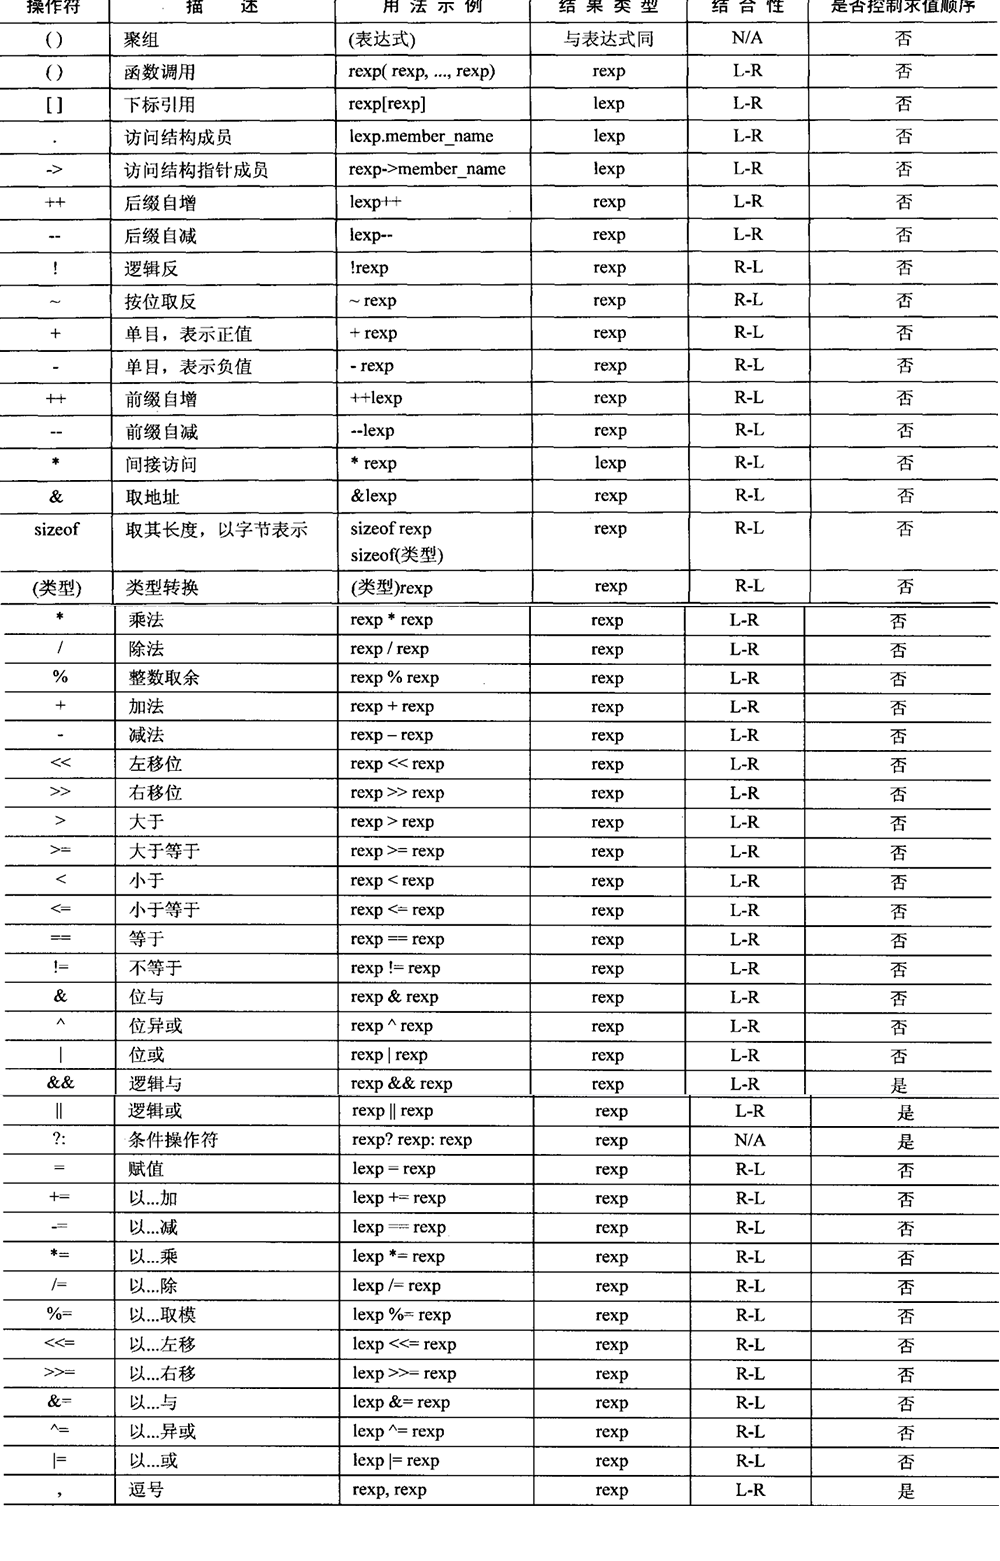 操作符 描 述 用 法 示 例 结 果 类 型 结 合 性 是否控制求值顺序
( ) 聚组 (表达式) 与表达式同 N/A 否
( ) 函数调用 rexp( rexp, ..., rexp) rexp L-R 否
[ ] 下标引用 rexp[rexp] lexp L-R 否
. 访问结构成员 lexp.member_name lexp L-R 否
-> 访问结构指针成员 rexp->member_name lexp L-R 否
++ 后缀自增 lexp++ rexp L-R 否
-- 后缀自减 lexp-- rexp L-R 否
! 逻辑反 !rexp rexp R-L 否
~ 按位取反 ~ rexp rexp R-L 否
+ 单目，表示正值 + rexp rexp R-L 否
- 单目，表示负值 - rexp rexp R-L 否
++ 前缀自增 ++lexp rexp R-L 否
-- 前缀自减 --lexp rexp R-L 否
* 间接访问 * rexp lexp R-L 否
& 取地址 &lexp rexp R-L 否
sizeof 取其长度，以字节表示 sizeof rexp rexp R-L 否
sizeof(类型)
(类型) 类型转换 (类型)rexp rexp R-L 否
* 乘法 rexp * rexp rexp L-R 否
/ 除法 rexp / rexp rexp L-R 否
% 整数取余 rexp % rexp rexp L-R 否
+ 加法 rexp + rexp rexp L-R 否
- 减法 rexp – rexp rexp L-R 否
<< 左移位 rexp << rexp rexp L-R 否
>> 右移位 rexp >> rexp rexp L-R 否
> 大于 rexp > rexp rexp L-R 否
>= 大于等于 rexp >= rexp rexp L-R 否
< 小于 rexp < rexp rexp L-R 否
<= 小于等于 rexp <= rexp rexp L-R 否
== 等于 rexp == rexp rexp L-R 否
!= 不等于 rexp != rexp rexp L-R 否
& 位与 rexp & rexp rexp L-R 否
^ 位异或 rexp ^ rexp rexp L-R 否
| 位或 rexp | rexp rexp L-R 否
&& 逻辑与 rexp && rexp rexp L-R 是
|| 逻辑或 rexp || rexp rexp L-R 是
?: 条件操作符 rexp? rexp: rexp rexp N/A 是
= 赋值 lexp = rexp rexp R-L 否
+= 以...加 lexp += rexp rexp R-L 否
-= 以...减 lexp == rexp rexp R-L 否
*= 以...乘 lexp *= rexp rexp R-L 否
/= 以...除 lexp /= rexp rexp R-L 否
%= 以...取模 lexp %= rexp rexp R-L 否
<<= 以...左移 lexp <<= rexp rexp R-L 否
>>= 以...右移 lexp >>= rexp rexp R-L 否
&= 以...与 lexp &= rexp rexp R-L 否
^= 以...异或 lexp ^= rexp rexp R-L 否
|= 以...或 lexp |= rexp rexp R-L 否
, 逗号 rexp, rexp rexp L-R 是